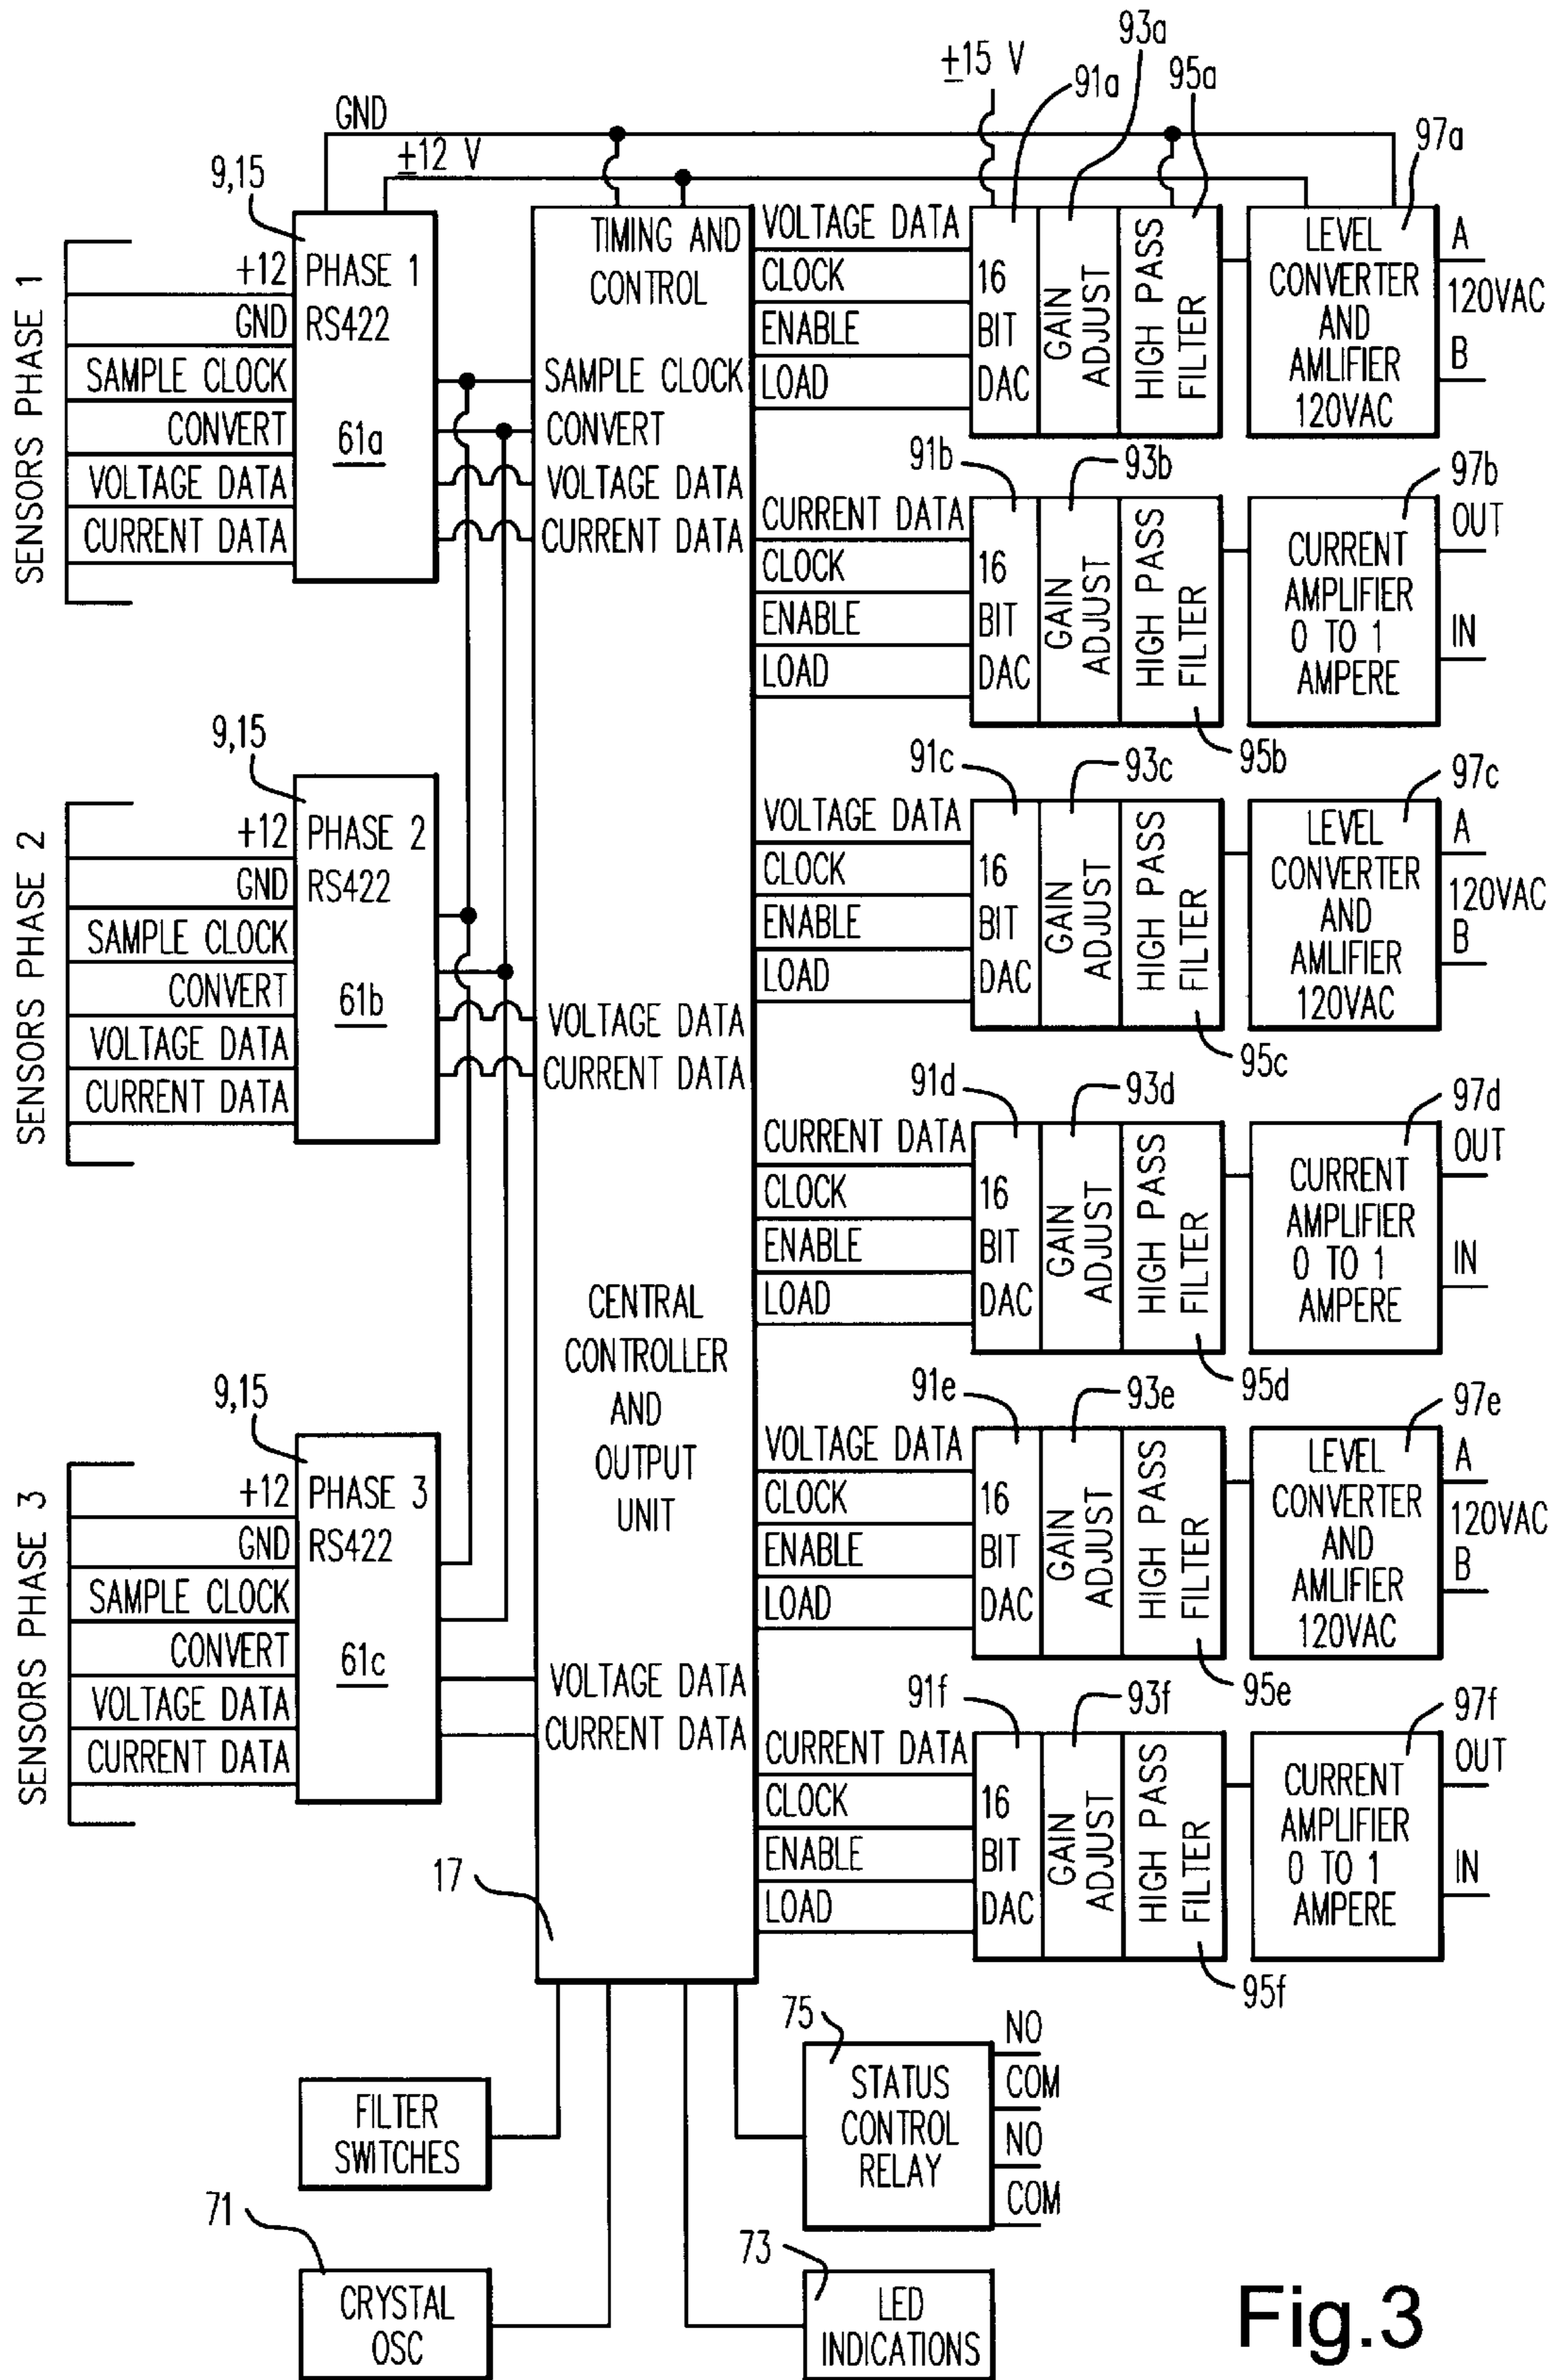 ±15 V
93a
91a
95a
97a
GND
±12 V
9,15
SENSORS PHASE 1
+12
GND
SAMPLE CLOCK
CONVERT
VOLTAGE DATA
CURRENT DATA
PHASE 1
RS422
61a
TIMING AND
CONTROL
SAMPLE CLOCK
CONVERT
VOLTAGE DATA
CURRENT DATA
VOLTAGE DATA
CLOCK
ENABLE
LOAD
16
BIT
DAC
GAIN
ADJUST
HIGH PASS
FILTER
LEVEL
CONVERTER
AND
AMLIFIER
120VAC
A
120VAC
B
91b
93b
97b
CURRENT DATA
CLOCK
ENABLE
LOAD
16
BIT
DAC
GAIN
ADJUST
HIGH PASS
FILTER
95b
CURRENT
AMPLIFIER
0 TO 1
AMPERE
OUT
IN
9,15
SENSORS PHASE 2
+12
GND
SAMPLE CLOCK
CONVERT
VOLTAGE DATA
CURRENT DATA
PHASE 2
RS422
61b
VOLTAGE DATA
CURRENT DATA
91c
93c
97c
VOLTAGE DATA
CLOCK
ENABLE
LOAD
16
BIT
DAC
GAIN
ADJUST
HIGH PASS
FILTER
95c
LEVEL
CONVERTER
AND
AMLIFIER
120VAC
A
120VAC
B
91d
93d
97d
CURRENT DATA
CLOCK
ENABLE
LOAD
16
BIT
DAC
GAIN
ADJUST
HIGH PASS
FILTER
95d
CURRENT
AMPLIFIER
0 TO 1
AMPERE
OUT
IN
CENTRAL
CONTROLLER
AND
OUTPUT
UNIT
9,15
SENSORS PHASE 3
+12
GND
SAMPLE CLOCK
CONVERT
VOLTAGE DATA
CURRENT DATA
PHASE 3
RS422
61c
VOLTAGE DATA
CURRENT DATA
91e
93e
97e
VOLTAGE DATA
CLOCK
ENABLE
LOAD
16
BIT
DAC
GAIN
ADJUST
HIGH PASS
FILTER
95e
LEVEL
CONVERTER
AND
AMLIFIER
120VAC
A
120VAC
B
91f
93f
97f
CURRENT DATA
CLOCK
ENABLE
LOAD
16
BIT
DAC
GAIN
ADJUST
HIGH PASS
FILTER
95f
CURRENT
AMPLIFIER
0 TO 1
AMPERE
OUT
IN
17
FILTER
SWITCHES
71
CRYSTAL
OSC
75
STATUS
CONTROL
RELAY
NO
COM
NO
COM
73
LED
INDICATIONS
Fig.3